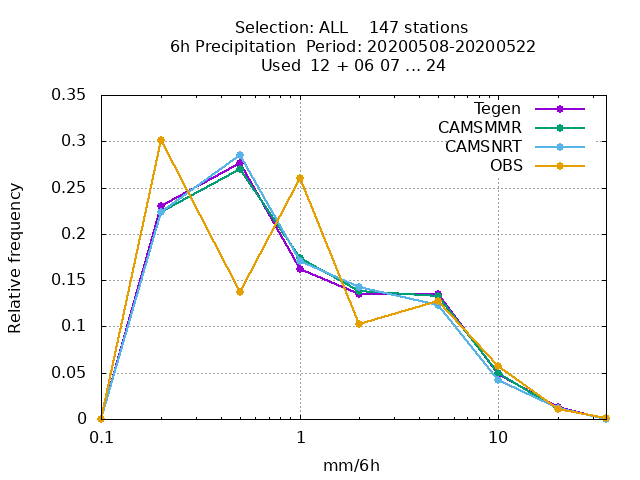 Selection: ALL    147 stations
6h Precipitation  Period: 20200508-20200522
Used  12 + 06 07 ... 24
Tegen
CAMSMMR
CAMSNRT
OBS
Relative frequency
0.35
0.3
0.25
0.2
0.15
0.1
0.05
0
0.1 1 10
mm/6h